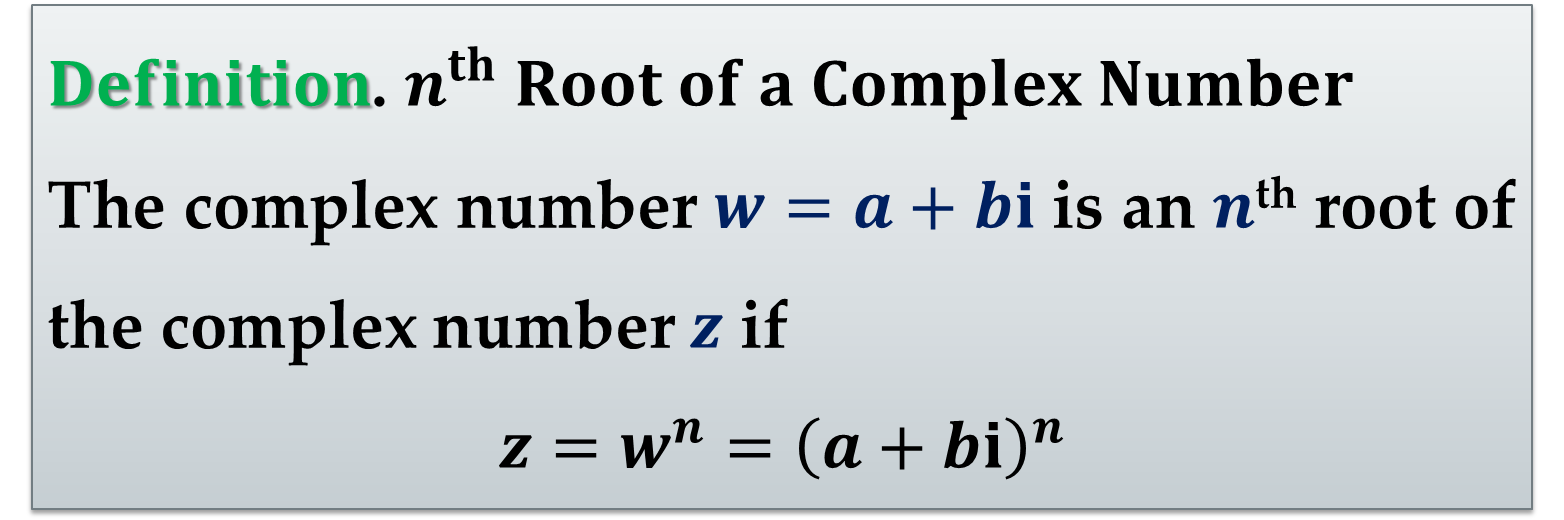 Definition. nᵗʰ Root of a Complex Number
The complex number w = a + bi is an nᵗʰ root of
the complex number z if
z = wⁿ = (a + bi)ⁿ